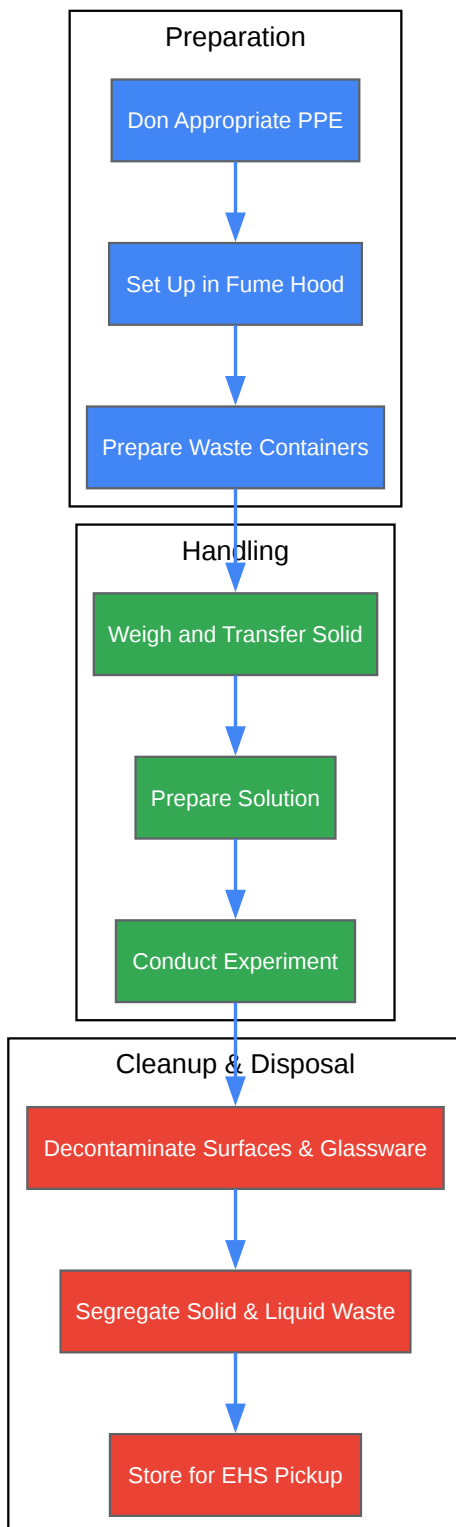 Preparation
Don Appropriate PPE
Set Up in Fume Hood
Prepare Waste Containers
Handling
Weigh and Transfer Solid
Prepare Solution
Conduct Experiment
Cleanup & Disposal
Decontaminate Surfaces & Glassware
Segregate Solid & Liquid Waste
Store for EHS Pickup